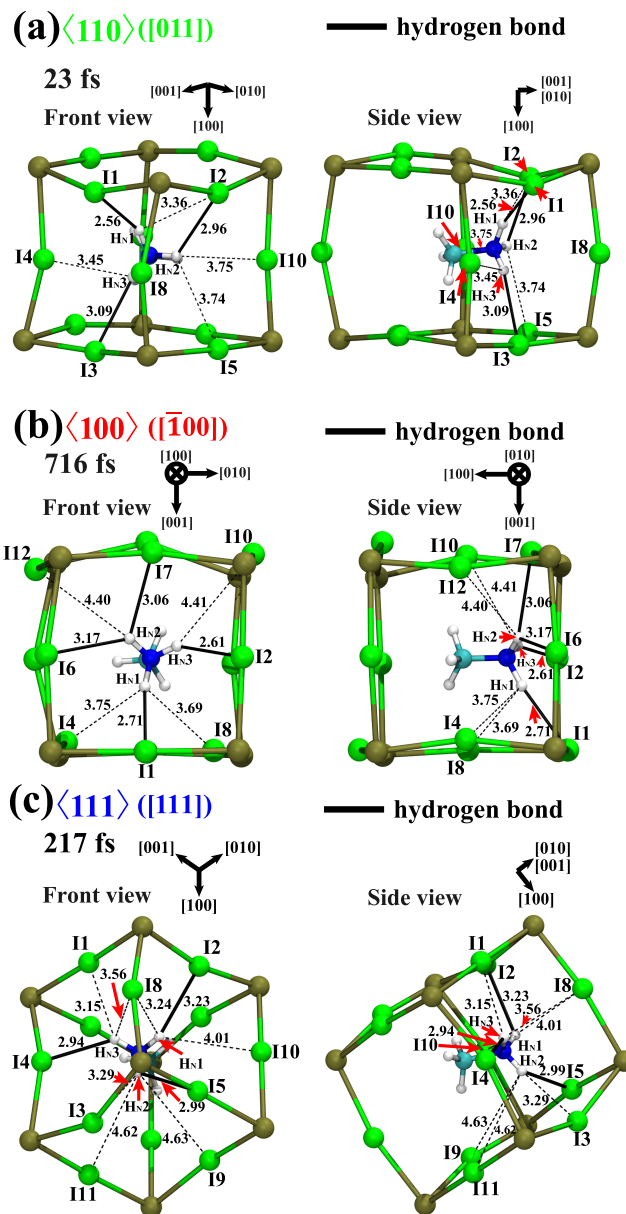 (a) ⟨110⟩ ([011]) hydrogen bond
23 fs
[001] [010]
[100]
Front view
I1 I2
3.36
2.56 2.96
HN1
HN2
I4 I10
3.45 3.75
HN3 I8
3.74
3.09
I3 I5
[001]
[010]
[100]
Side view
I2
3.36 I1
2.56
I10 HN1 2.96
3.75 HN2 I8
3.45
I4 HN3 3.74
3.09
I5
I3
(b) ⟨100⟩ ([1̅00]) hydrogen bond
716 fs
[100]
[010]
[001]
Front view
I12 I10
I7
4.40 3.06 4.41
3.17 HN2 2.61
HN3
I6 I2
HN1
3.75 3.69
I4 2.71 I8
I1
[010]
[100]
[001]
Side view
I10 I7
I12 4.41
4.40 3.06
HN2 3.17 I6
HN3
2.61 I2
HN1
3.75
I4 3.69 2.71 I1
I8
(c) ⟨111⟩ ([111]) hydrogen bond
217 fs
[001] [010]
[100]
Front view
I1 I2
3.56 I8
3.15 3.24 3.23
2.94 4.01
I4 HN3 HN1 I10
3.29 I5
I3 HN2 2.99
4.62 4.63
I11 I9
[010]
[001]
[100]
Side view
I1
I2 I8
3.15 3.23
HN3 3.56
2.94 4.01
I10 HN1
HN2
I4 2.99 I5
3.29
4.63 I3
4.62
I9
I11